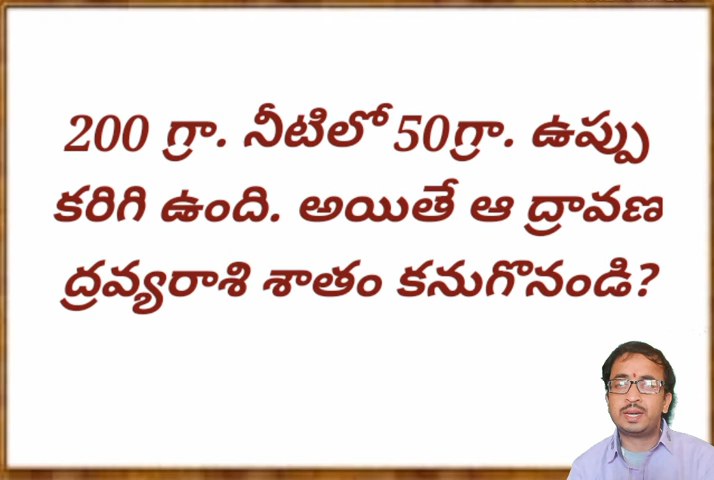 200 గ్రా. నీటిలో 50గ్రా. ఉప్పు
కరిగి ఉంది. అయితే ఆ ద్రావణ
ద్రవ్యరాశి శాతం కనుగొనండి?